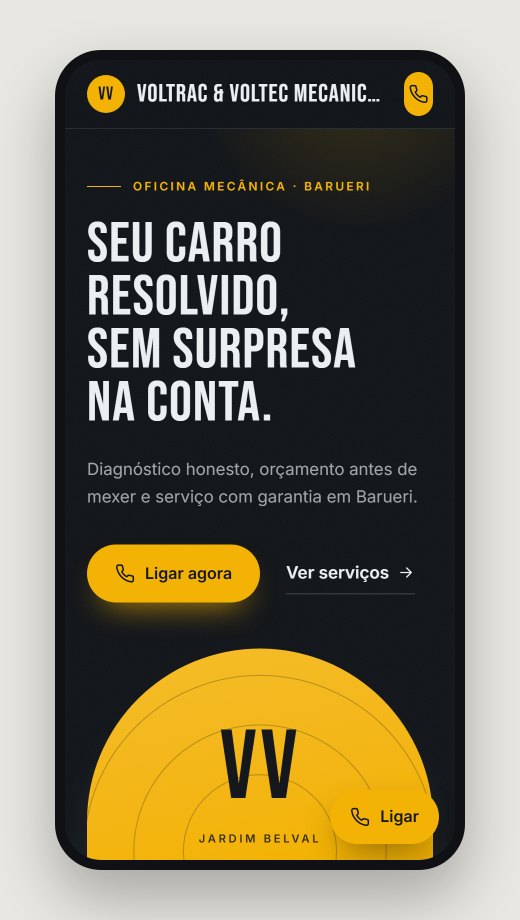 VV VOLTRAC & VOLTEC MECANIC...
OFICINA MECÂNICA · BARUERI
SEU CARRO
RESOLVIDO,
SEM SURPRESA
NA CONTA.
Diagnóstico honesto, orçamento antes de
mexer e serviço com garantia em Barueri.
Ligar agora
Ver serviços →
VV
Ligar
JARDIM BELVAL